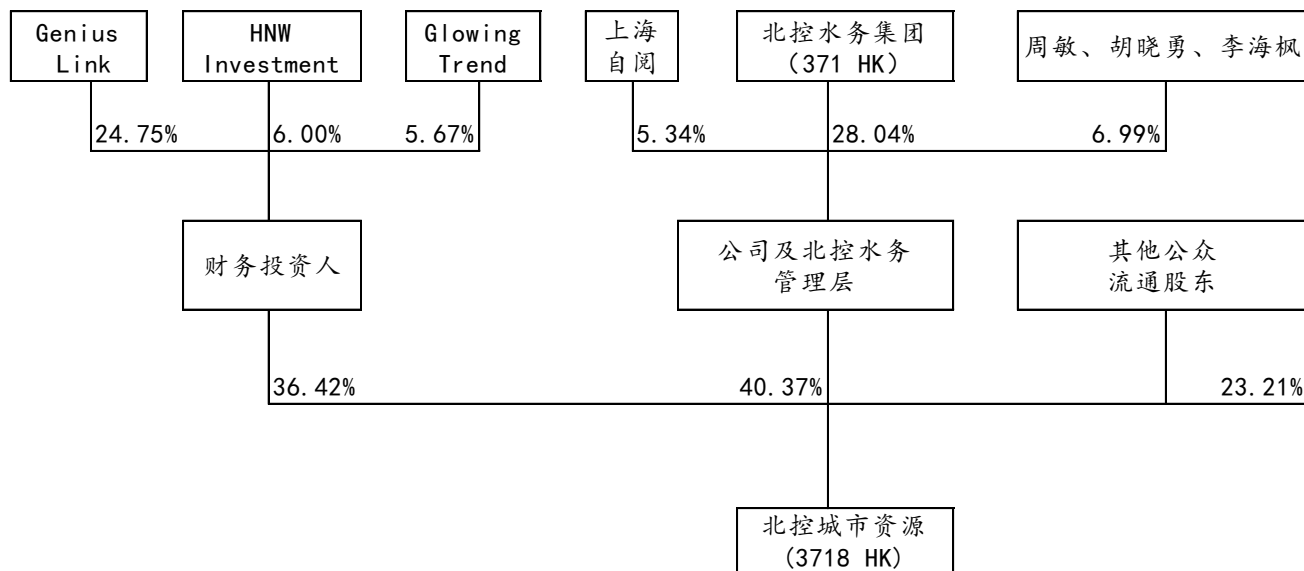 Genius
Link
HNW
Investment
Glowing
Trend
上海
自阅
北控水务集团
（371 HK）
周敏、胡晓勇、李海枫
24.75%
6.00%
5.67%
5.34%
28.04%
6.99%
财务投资人
公司及北控水务
管理层
其他公众
流通股东
36.42%
40.37%
23.21%
北控城市资源
(3718 HK)